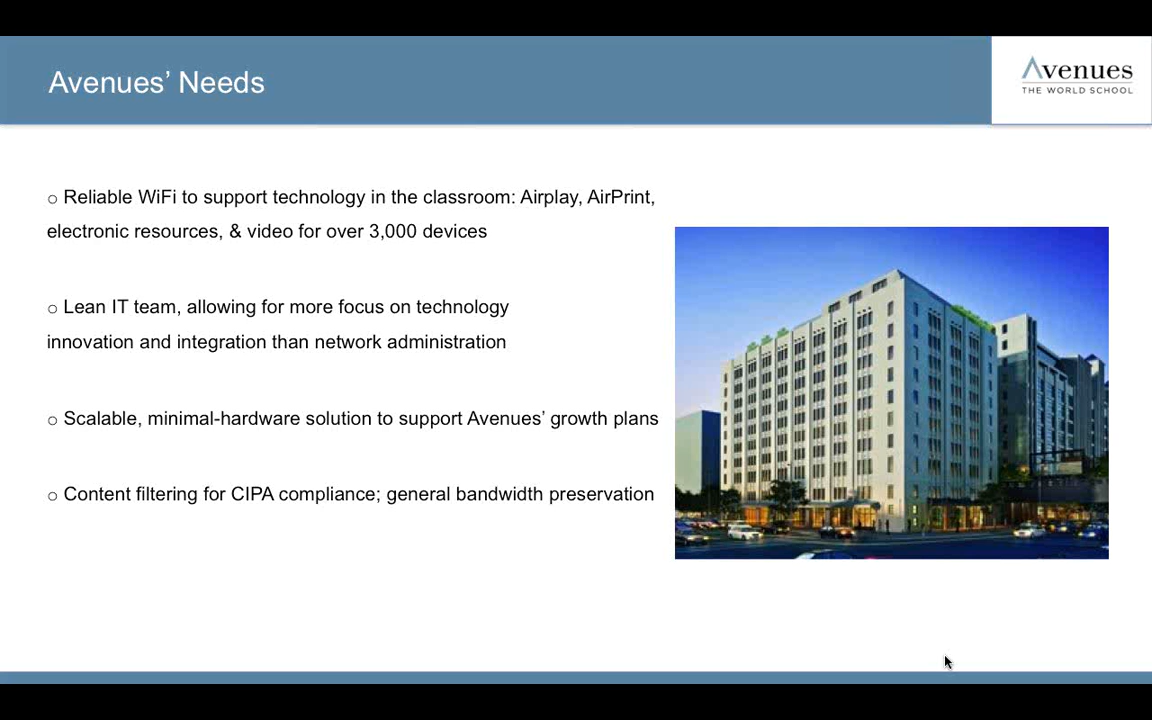 Avenues’ Needs
Avenues
THE WORLD SCHOOL
o Reliable WiFi to support technology in the classroom: Airplay, AirPrint,
electronic resources, & video for over 3,000 devices
o Lean IT team, allowing for more focus on technology
innovation and integration than network administration
o Scalable, minimal-hardware solution to support Avenues’ growth plans
o Content filtering for CIPA compliance; general bandwidth preservation